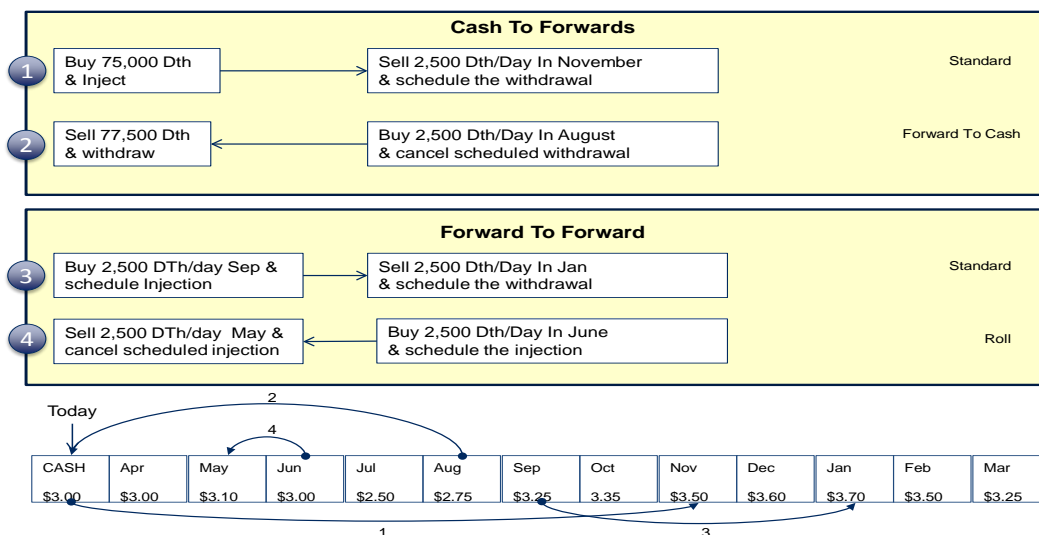 Cash To Forwards
1
Buy 75,000 Dth
& Inject
Sell 2,500 Dth/Day In November
& schedule the withdrawal
Standard
2
Sell 77,500 Dth
& withdraw
Buy 2,500 Dth/Day In August
& cancel scheduled withdrawal
Forward To Cash
Forward To Forward
3
Buy 2,500 DTh/day Sep &
schedule Injection
Sell 2,500 Dth/Day In Jan
& schedule the withdrawal
Standard
4
Sell 2,500 DTh/day May &
cancel scheduled injection
Buy 2,500 Dth/Day In June
& schedule the injection
Roll
2
Today
4
CASH Apr May Jun Jul Aug Sep Oct Nov Dec Jan Feb Mar
$3.00 $3.00 $3.10 $3.00 $2.50 $2.75 $3.25 3.35 $3.50 $3.60 $3.70 $3.50 $3.25
1 3